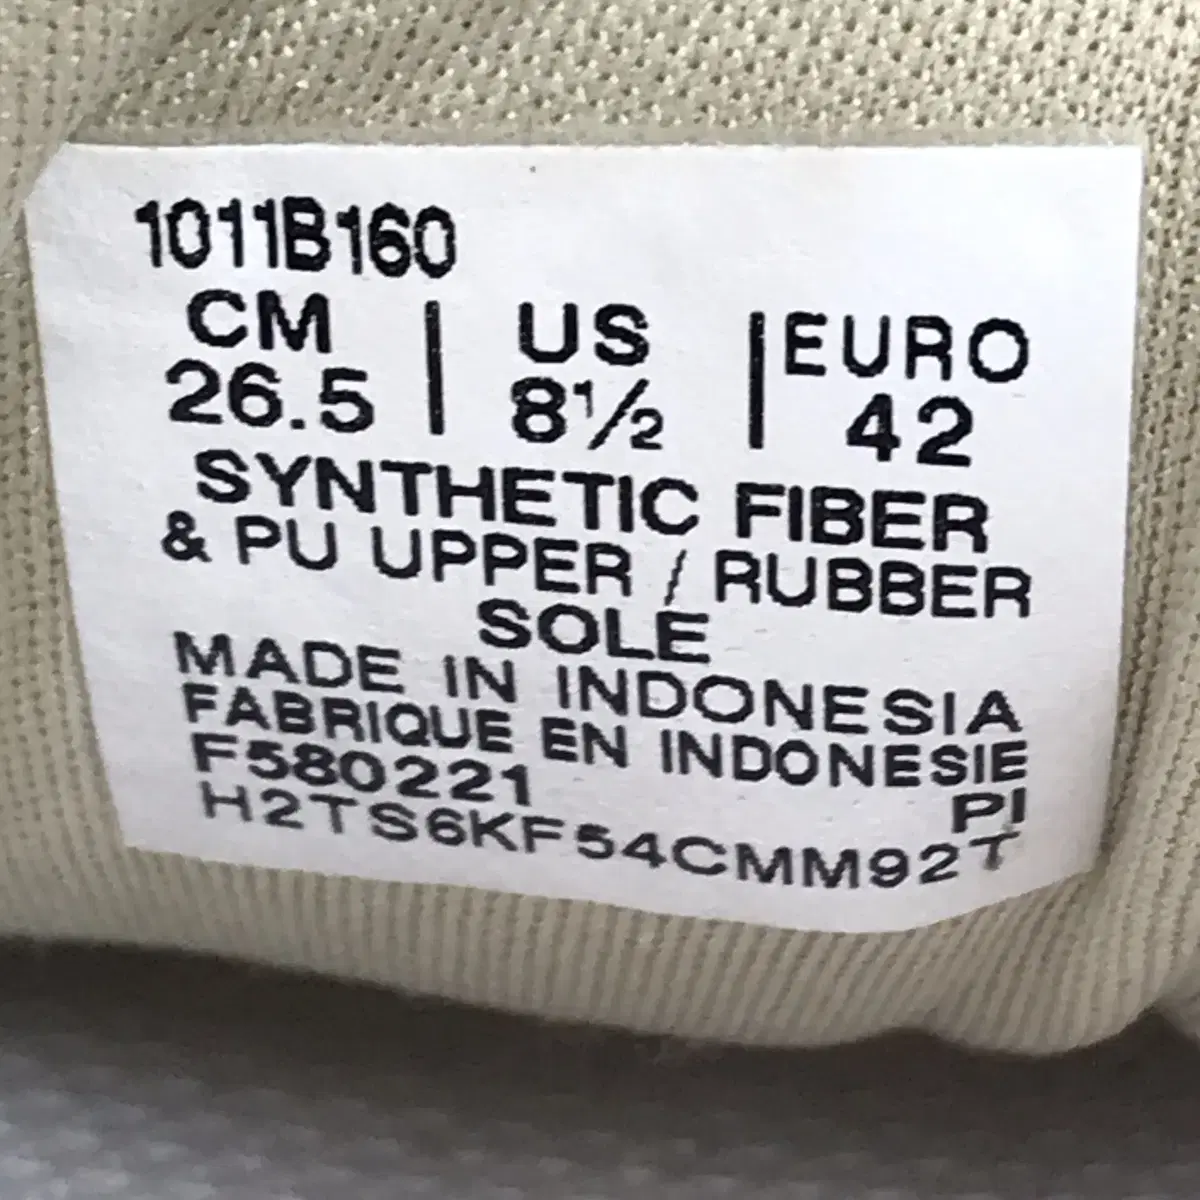 1011B160
CM | US | EURO
26.5 | 8½ | 42
SYNTHETIC FIBER
& PU UPPER / RUBBER
SOLE
MADE IN INDONESIA
FABRIQUE EN INDONESIE
F580221 PI
H2TS6KF54CMM92T